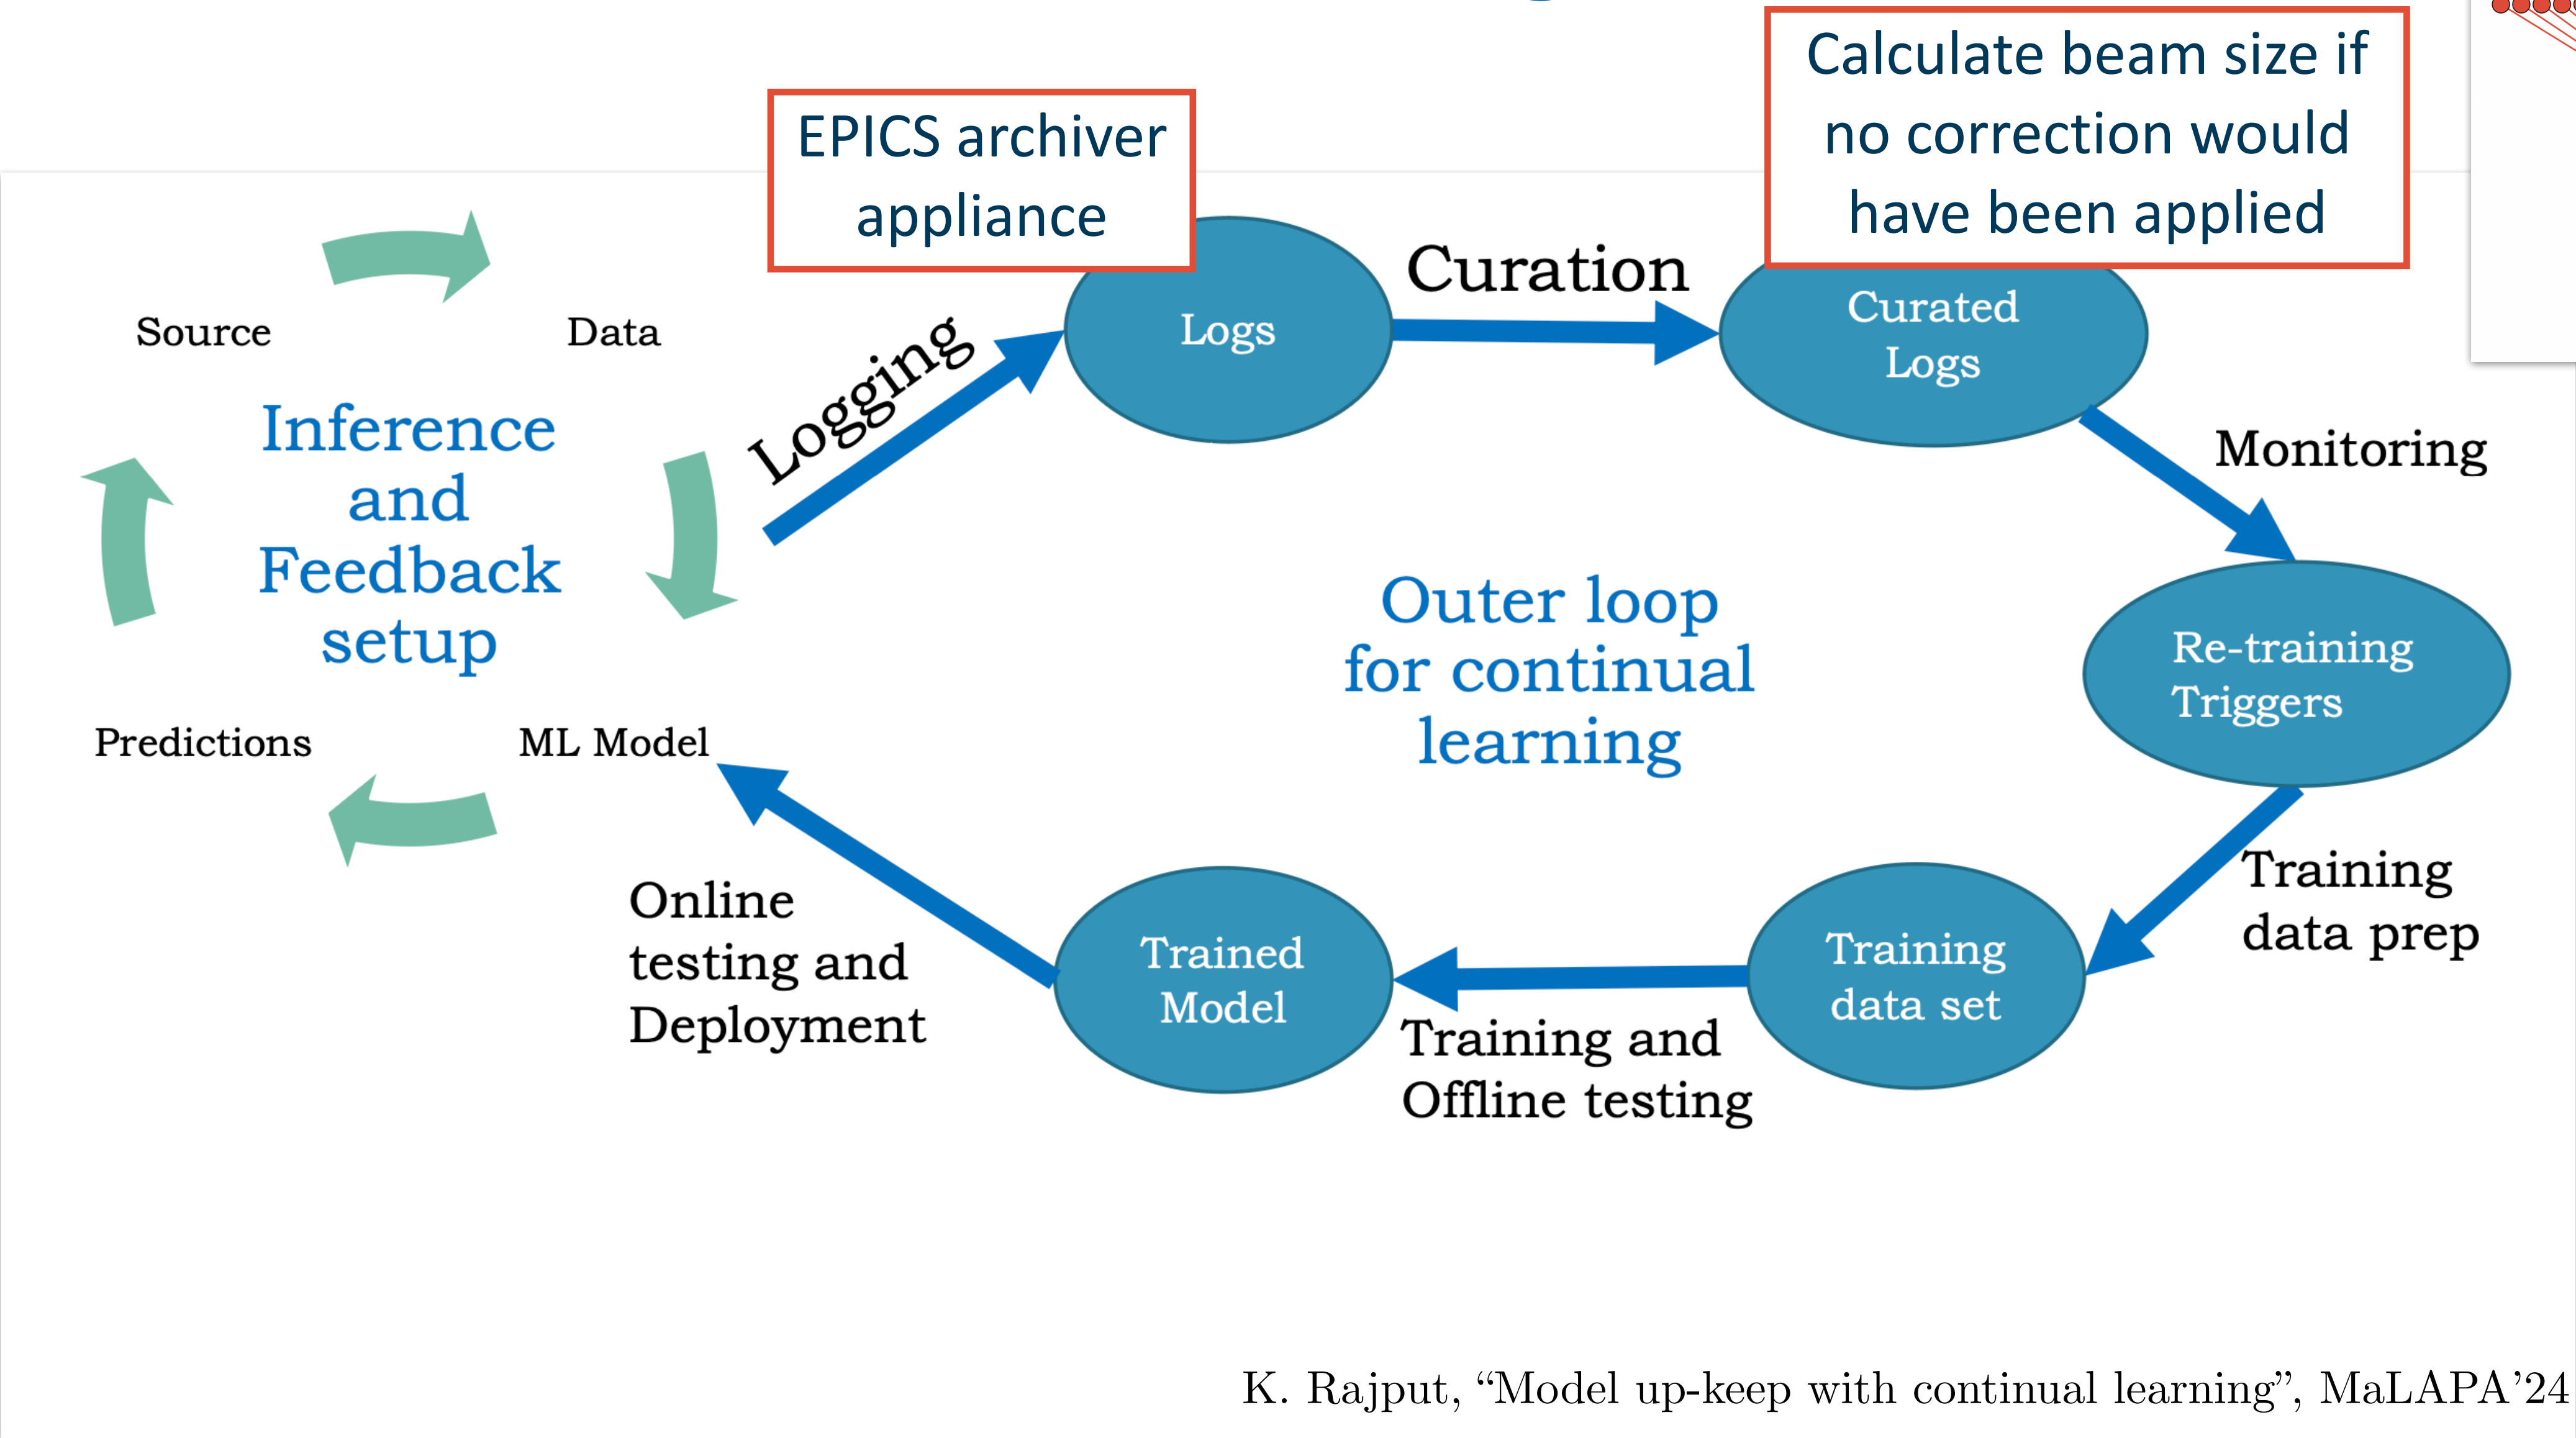 Calculate beam size if
no correction would
have been applied
EPICS archiver
appliance
Source
Data
Inference
and
Feedback
setup
Predictions
ML Model
Logging
Logs
Curation
Curated
Logs
Monitoring
Outer loop
for continual
learning
Re-training
Triggers
Training
data prep
Training
data set
Training and
Offline testing
Trained
Model
Online
testing and
Deployment
K. Rajput, “Model up-keep with continual learning”, MaLAPA’24